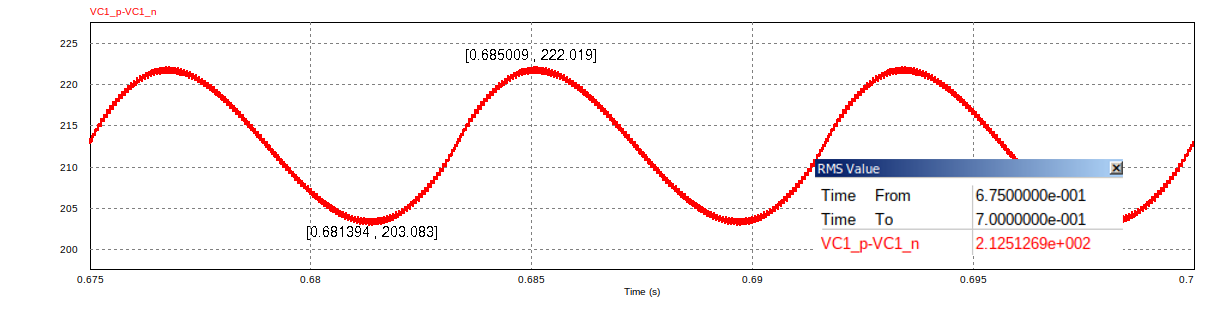 VC1_p-VC1_n
225
220
215
210
205
200
[0.685009 , 222.019]
[0.681394 , 203.083]
RMS Value
Time From 6.7500000e-001
Time To 7.0000000e-001
VC1_p-VC1_n 2.1251269e+002
0.675 0.68 0.685 0.69 0.695 0.7
Time (s)